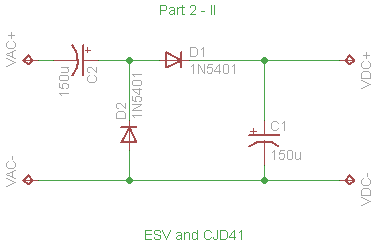 Part 2 - II
VAC+
150u
+
C2
D1
1N5401
VDC+
D2
1N5401
+
C1
150u
VAC-
VDC-
ESV and CJD41